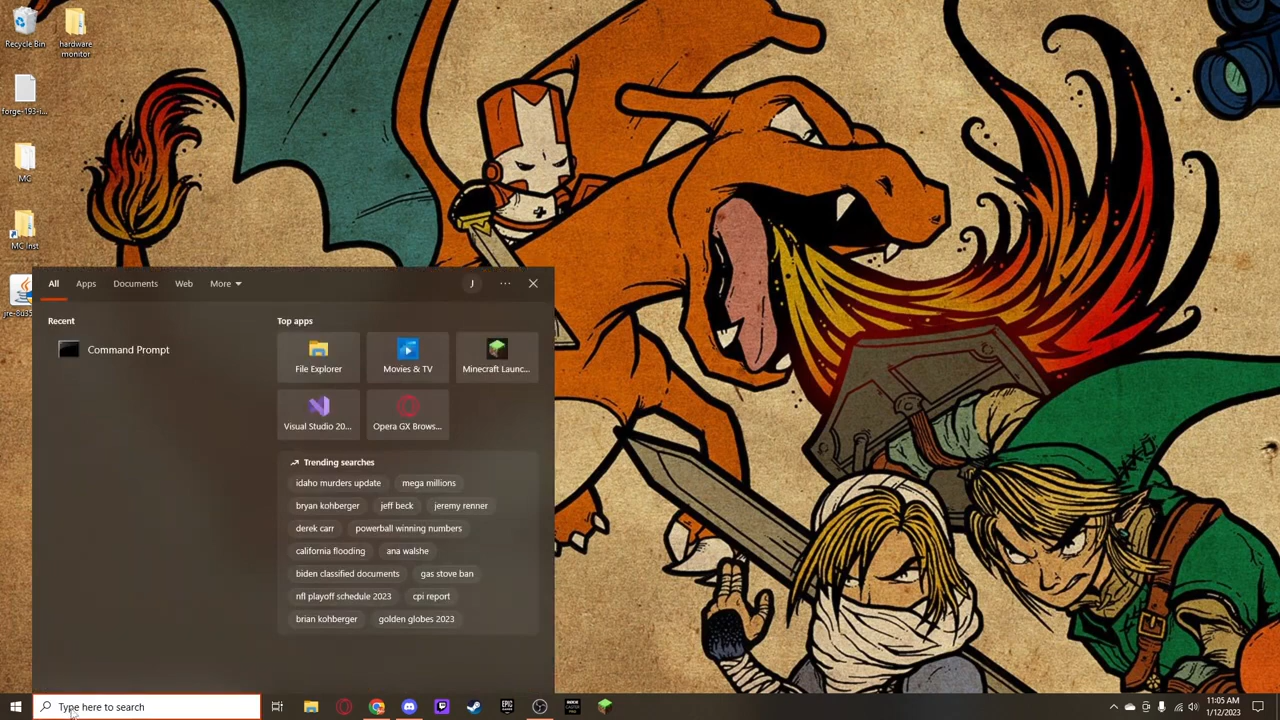 Recycle Bin
hardware
monitor
forge-193-i...
MC
MC Inst
All
Apps
Documents
Web
More
J
Recent
Command Prompt
Top apps
File Explorer
Movies & TV
Minecraft Launc...
Visual Studio 20...
Opera GX Brows...
Trending searches
idaho murders update
mega millions
bryan kohberger
jeff beck
jeremy renner
derek carr
powerball winning numbers
california flooding
ana walshe
biden classified documents
gas stove ban
nfl playoff schedule 2023
cpi report
brian kohberger
golden globes 2023
Type here to search
11:05 AM
1/12/2023